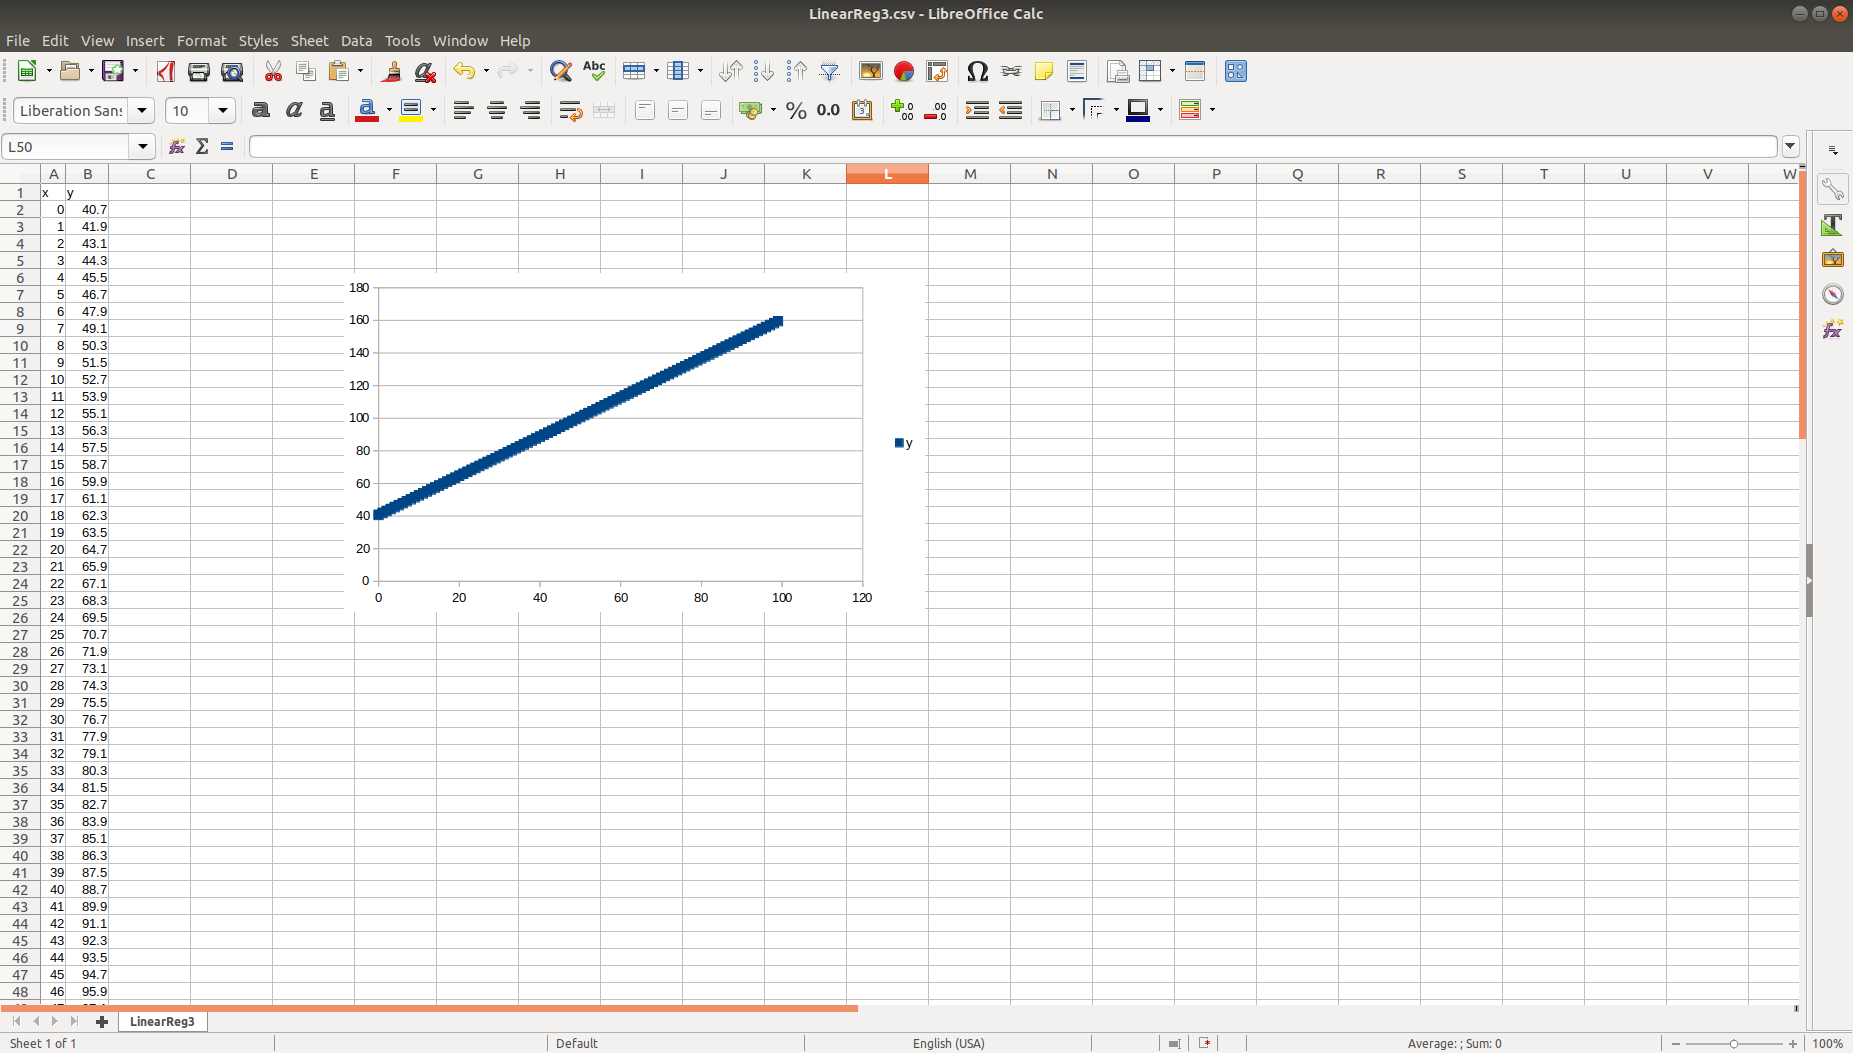 LinearReg3.csv - LibreOffice Calc
File Edit View Insert Format Styles Sheet Data Tools Window Help
Abc
Liberation Sans 10 a a a a % 0.0
L50
A B C D E F G H I J K L M N O P Q R S T U V W
1 x y
2 0 40.7
3 1 41.9
4 2 43.1
5 3 44.3
6 4 45.5
7 5 46.7
8 6 47.9
9 7 49.1
10 8 50.3
11 9 51.5
12 10 52.7
13 11 53.9
14 12 55.1
15 13 56.3
16 14 57.5
17 15 58.7
18 16 59.9
19 17 61.1
20 18 62.3
21 19 63.5
22 20 64.7
23 21 65.9
24 22 67.1
25 23 68.3
26 24 69.5
27 25 70.7
28 26 71.9
29 27 73.1
30 28 74.3
31 29 75.5
32 30 76.7
33 31 77.9
34 32 79.1
35 33 80.3
36 34 81.5
37 35 82.7
38 36 83.9
39 37 85.1
40 38 86.3
41 39 87.5
42 40 88.7
43 41 89.9
44 42 91.1
45 43 92.3
46 44 93.5
47 45 94.7
48 46 95.9
180
160
140
120
100
80
60
40
20
0
0 20 40 60 80 100 120
y
LinearReg3
Sheet 1 of 1 Default English (USA) Average: ; Sum: 0 100%